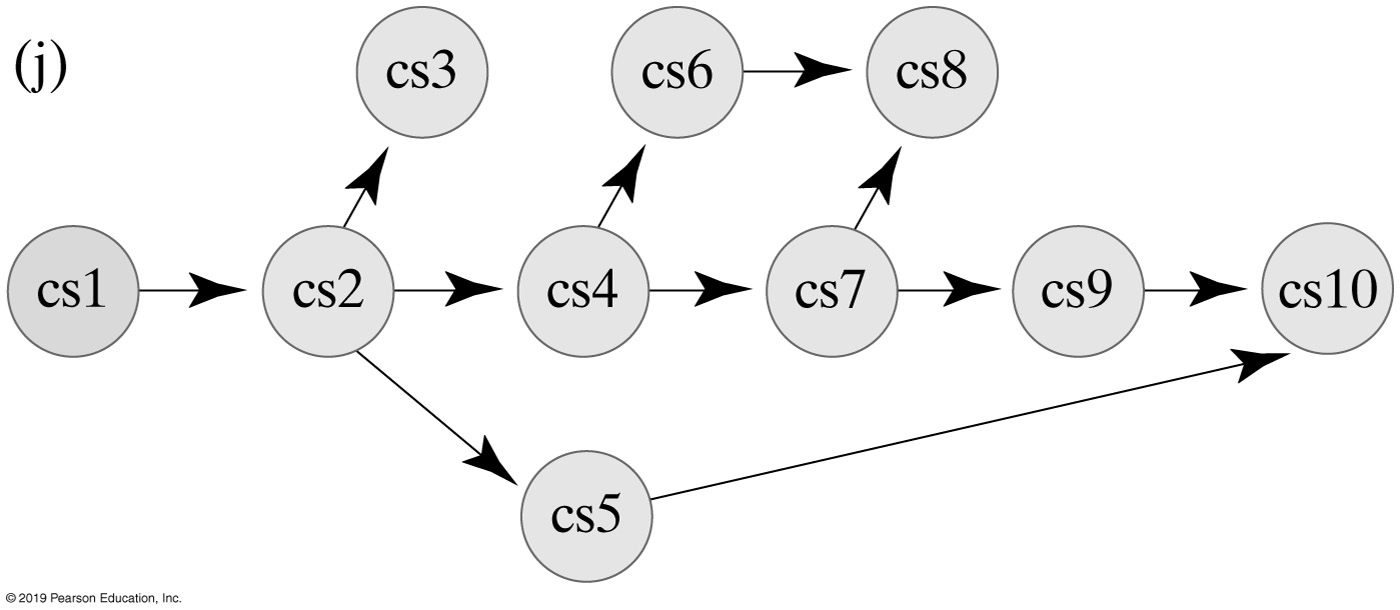 (j)
cs3
cs6
cs8
cs1
cs2
cs4
cs7
cs9
cs10
cs5
© 2019 Pearson Education, Inc.